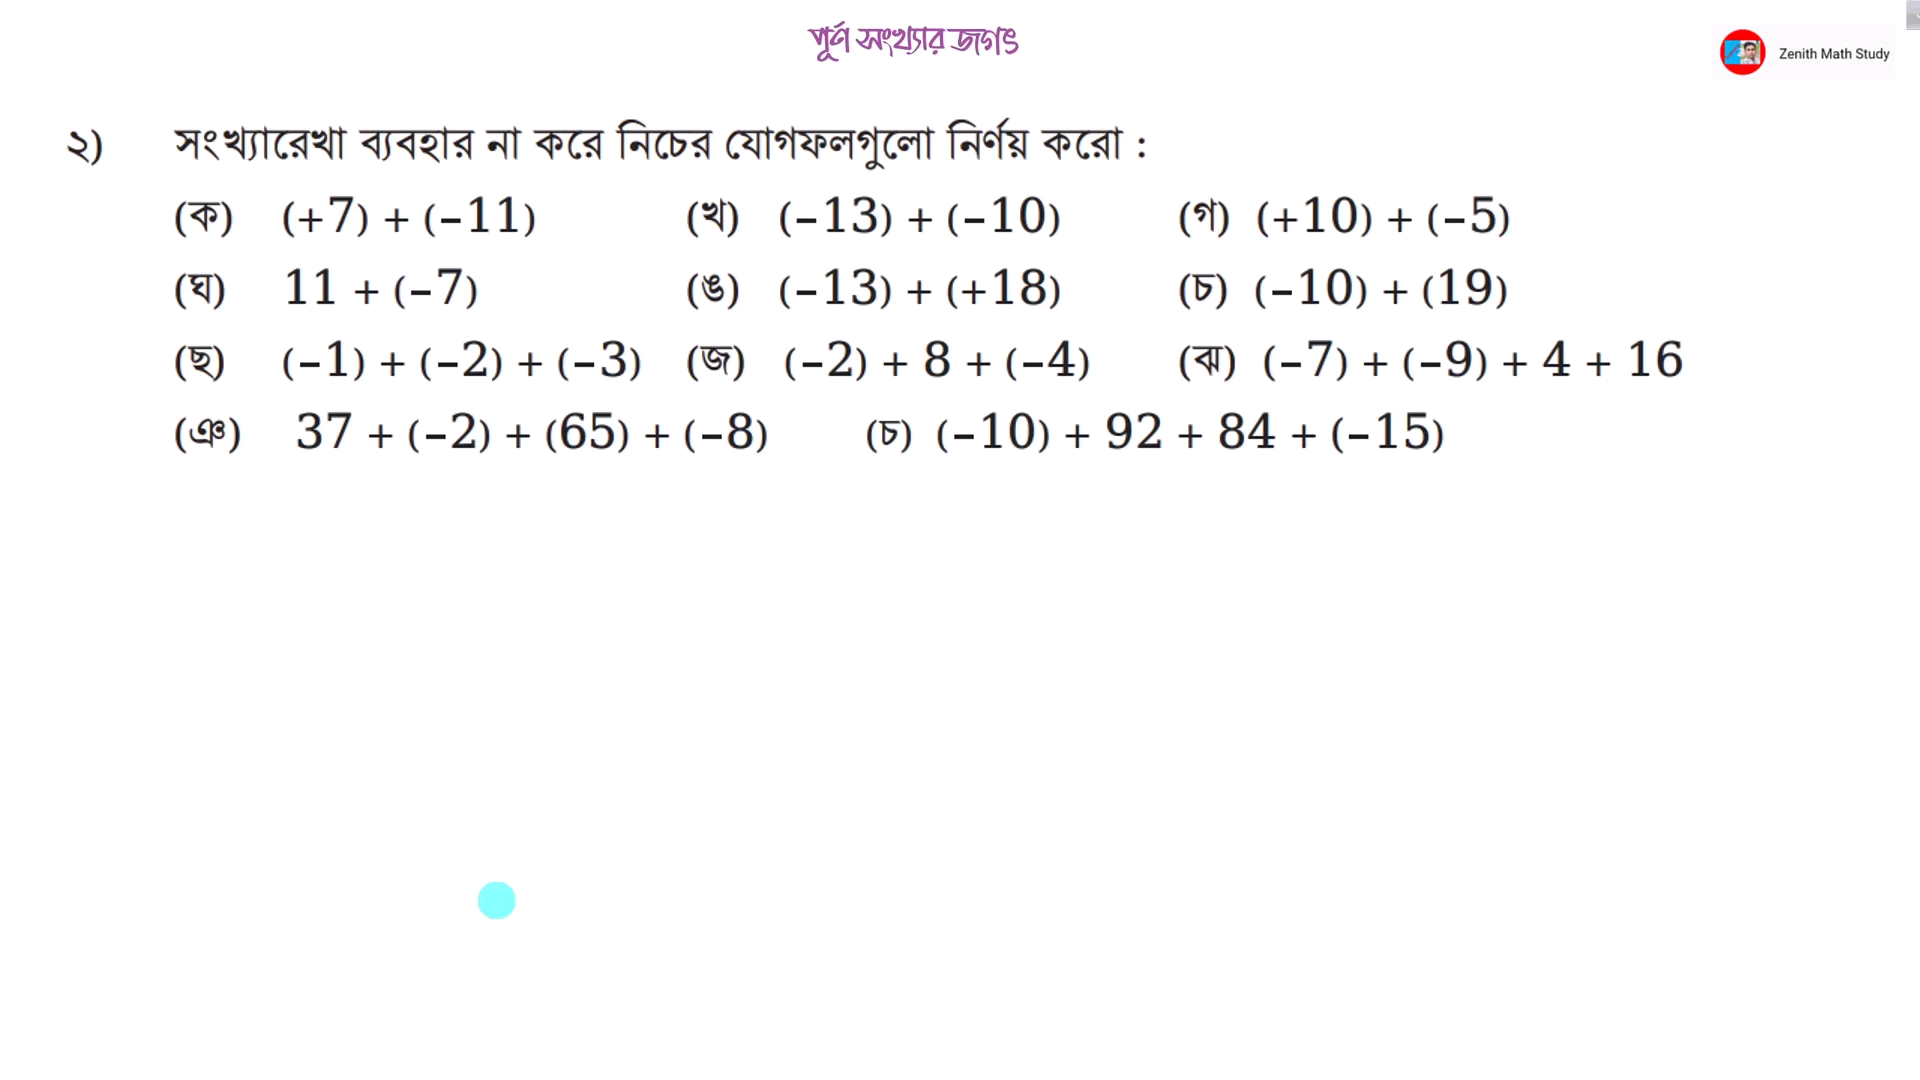 পূর্ণ সংখ্যার জগৎ
Zenith Math Study
২) সংখ্যারেখা ব্যবহার না করে নিচের যোগফলগুলো নির্ণয় করো :
(ক) (+7) + (–11) (খ) (–13) + (–10) (গ) (+10) + (–5)
(ঘ) 11 + (–7) (ঙ) (–13) + (+18) (চ) (–10) + (19)
(ছ) (–1) + (–2) + (–3) (জ) (–2) + 8 + (–4) (ঝ) (–7) + (–9) + 4 + 16
(ঞ) 37 + (–2) + (65) + (–8) (চ) (–10) + 92 + 84 + (–15)